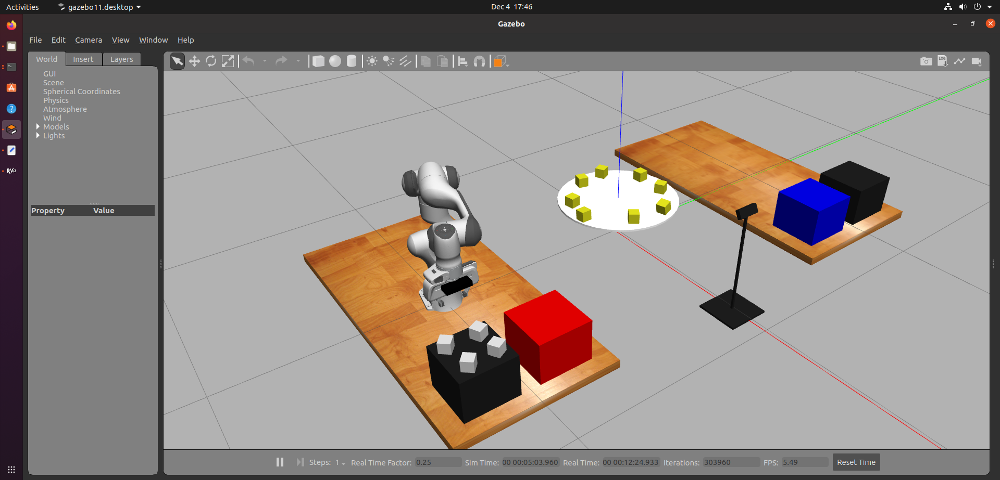 Activities
gazebo11.desktop
Dec 4 17:46
Gazebo
File Edit Camera View Window Help
World Insert Layers
GUI
Scene
Spherical Coordinates
Physics
Atmosphere
Wind
Models
Lights
RViz
Property Value
LOG
Steps: 1 Real Time Factor: 0.25 Sim Time: 00 00:05:03.960 Real Time: 00 00:12:24.933 Iterations: 303960 FPS: 5.49 Reset Time